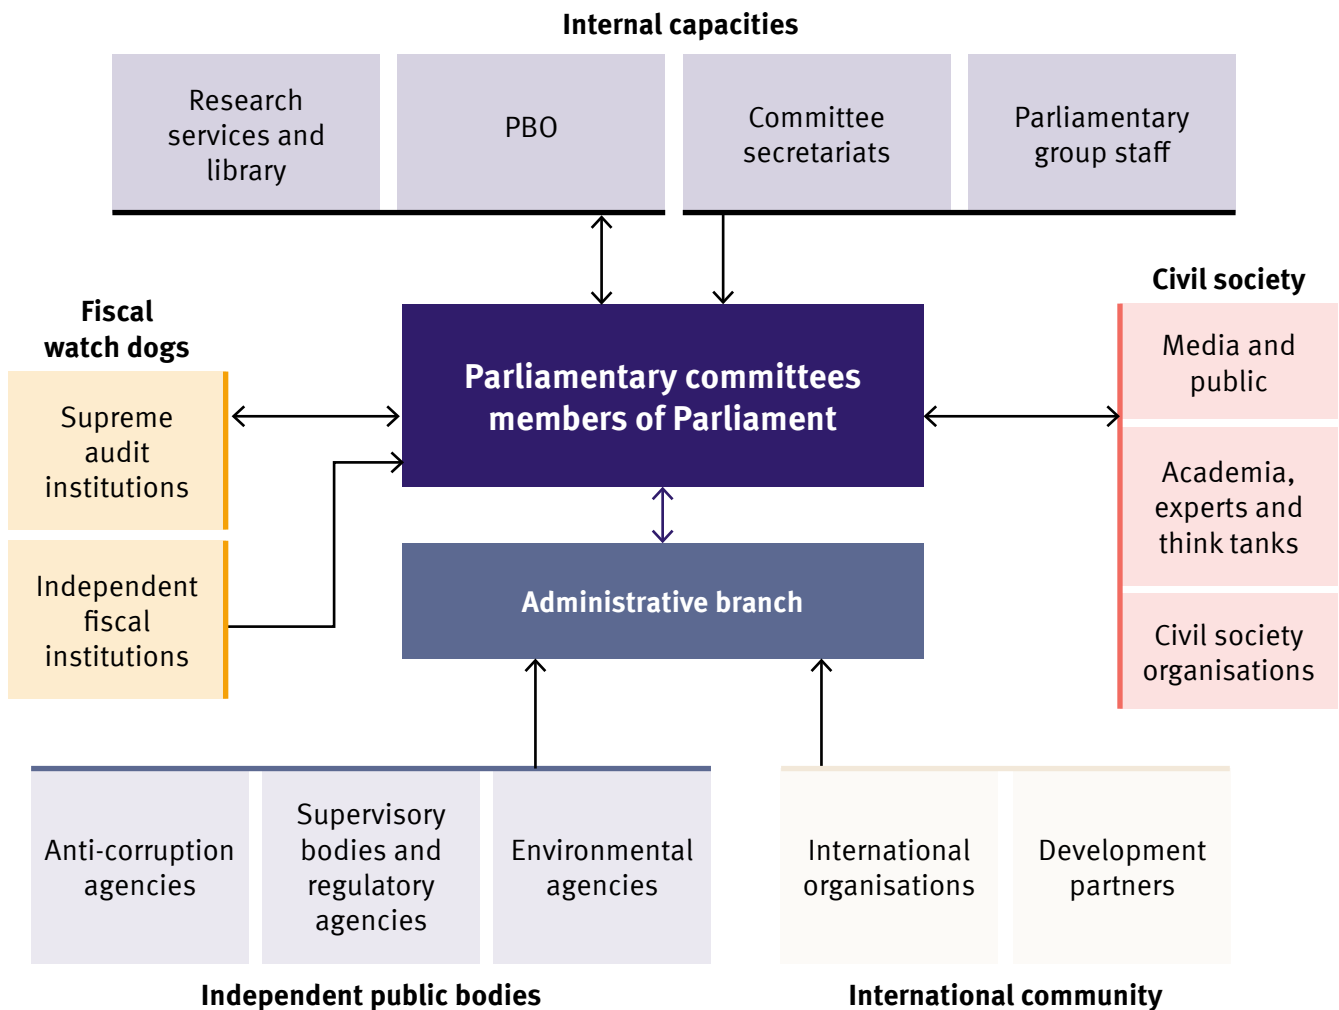 Internal capacities
Research
services and
library
PBO
Committee
secretariats
Parliamentary
group staff
Fiscal
watch dogs
Supreme
audit
institutions
Independent
fiscal
institutions
Parliamentary committees
members of Parliament
Administrative branch
Civil society
Media and
public
Academia,
experts and
think tanks
Civil society
organisations
Anti-corruption
agencies
Supervisory
bodies and
regulatory
agencies
Environmental
agencies
Independent public bodies
International
organisations
Development
partners
International community